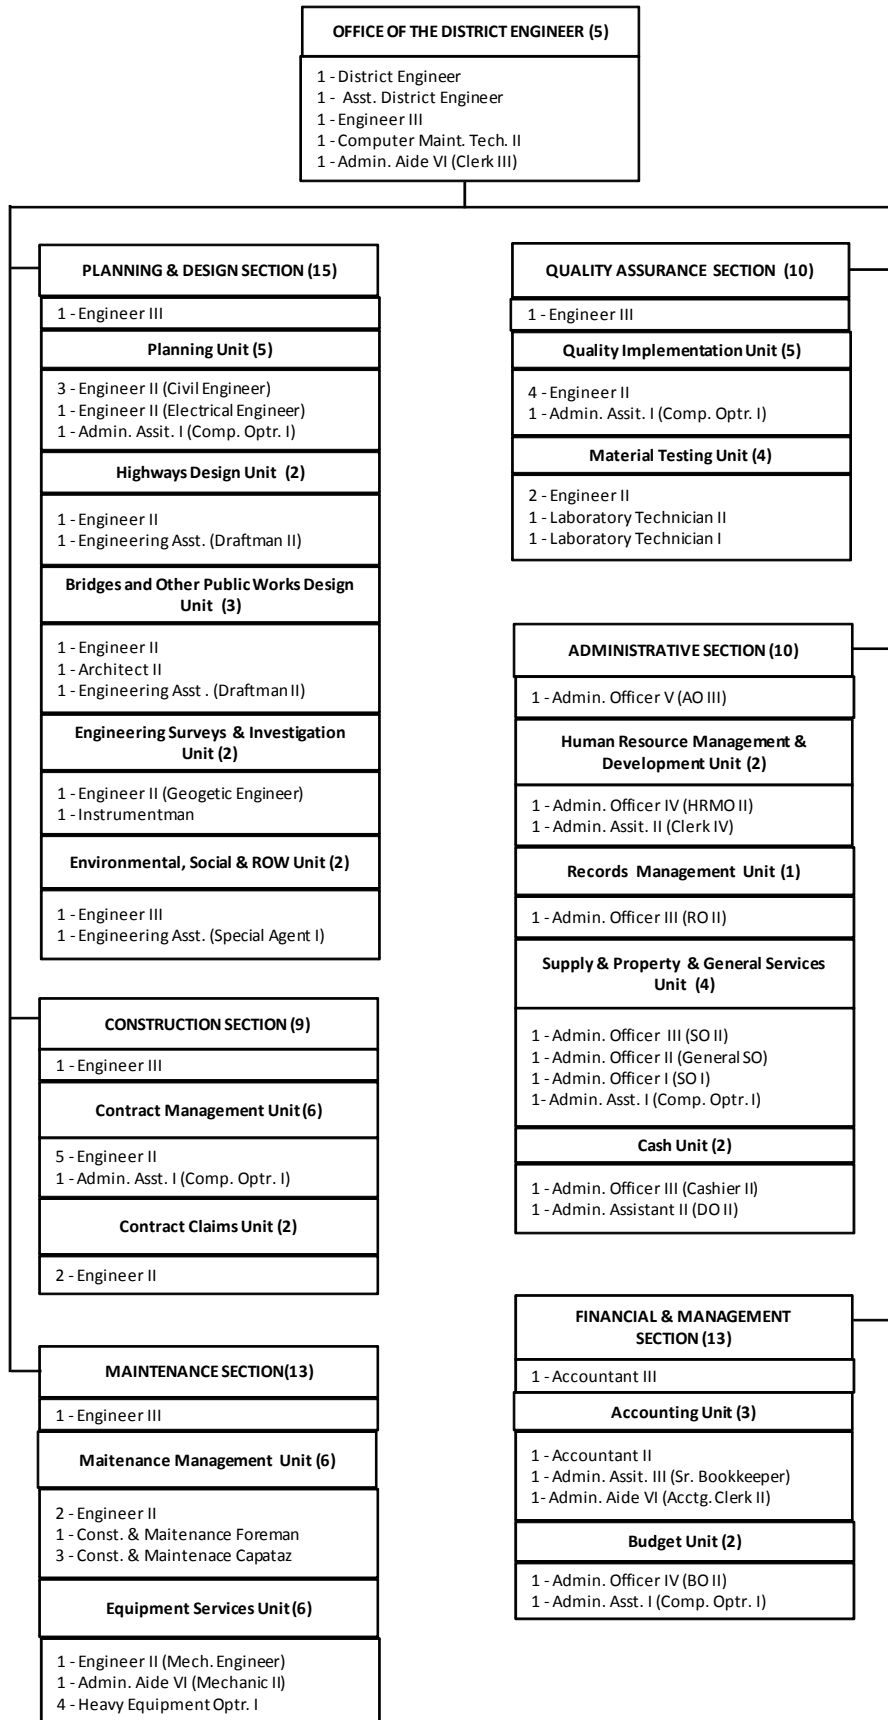 OFFICE OF THE DISTRICT ENGINEER (5)
1 - District Engineer
1 - Asst. District Engineer
1 - Engineer III
1 - Computer Maint. Tech. II
1 - Admin. Aide VI (Clerk III)
PLANNING & DESIGN SECTION (15)
1 - Engineer III
Planning Unit (5)
3 - Engineer II (Civil Engineer)
1 - Engineer II (Electrical Engineer)
1 - Admin. Assit. I (Comp. Optr. I)
Highways Design Unit (2)
1 - Engineer II
1 - Engineering Asst. (Draftman II)
Bridges and Other Public Works Design
Unit (3)
1 - Engineer II
1 - Architect II
1 - Engineering Asst . (Draftman II)
Engineering Surveys & Investigation
Unit (2)
1 - Engineer II (Geogetic Engineer)
1 - Instrumentman
Environmental, Social & ROW Unit (2)
1 - Engineer III
1 - Engineering Asst. (Special Agent I)
CONSTRUCTION SECTION (9)
1 - Engineer III
Contract Management Unit (6)
5 - Engineer II
1 - Admin. Asst. I (Comp. Optr. I)
Contract Claims Unit (2)
2 - Engineer II
MAINTENANCE SECTION(13)
1 - Engineer III
Maitenance Management Unit (6)
2 - Engineer II
1 - Const. & Maitenance Foreman
3 - Const. & Maintenace Capataz
Equipment Services Unit (6)
1 - Engineer II (Mech. Engineer)
1 - Admin. Aide VI (Mechanic II)
4 - Heavy Equipment Optr. I
QUALITY ASSURANCE SECTION (10)
1 - Engineer III
Quality Implementation Unit (5)
4 - Engineer II
1 - Admin. Assit. I (Comp. Optr. I)
Material Testing Unit (4)
2 - Engineer II
1 - Laboratory Technician II
1 - Laboratory Technician I
ADMINISTRATIVE SECTION (10)
1 - Admin. Officer V (AO III)
Human Resource Management &
Development Unit (2)
1 - Admin. Officer IV (HRMO II)
1 - Admin. Assit. II (Clerk IV)
Records Management Unit (1)
1 - Admin. Officer III (RO II)
Supply & Property & General Services
Unit (4)
1 - Admin. Officer III (SO II)
1 - Admin. Officer II (General SO)
1 - Admin. Officer I (SO I)
1- Admin. Asst. I (Comp. Optr. I)
Cash Unit (2)
1 - Admin. Officer III (Cashier II)
1 - Admin. Assistant II (DO II)
FINANCIAL & MANAGEMENT
SECTION (13)
1 - Accountant III
Accounting Unit (3)
1 - Accountant II
1 - Admin. Assit. III (Sr. Bookkeeper)
1- Admin. Aide VI (Acctg. Clerk II)
Budget Unit (2)
1 - Admin. Officer IV (BO II)
1 - Admin. Asst. I (Comp. Optr. I)